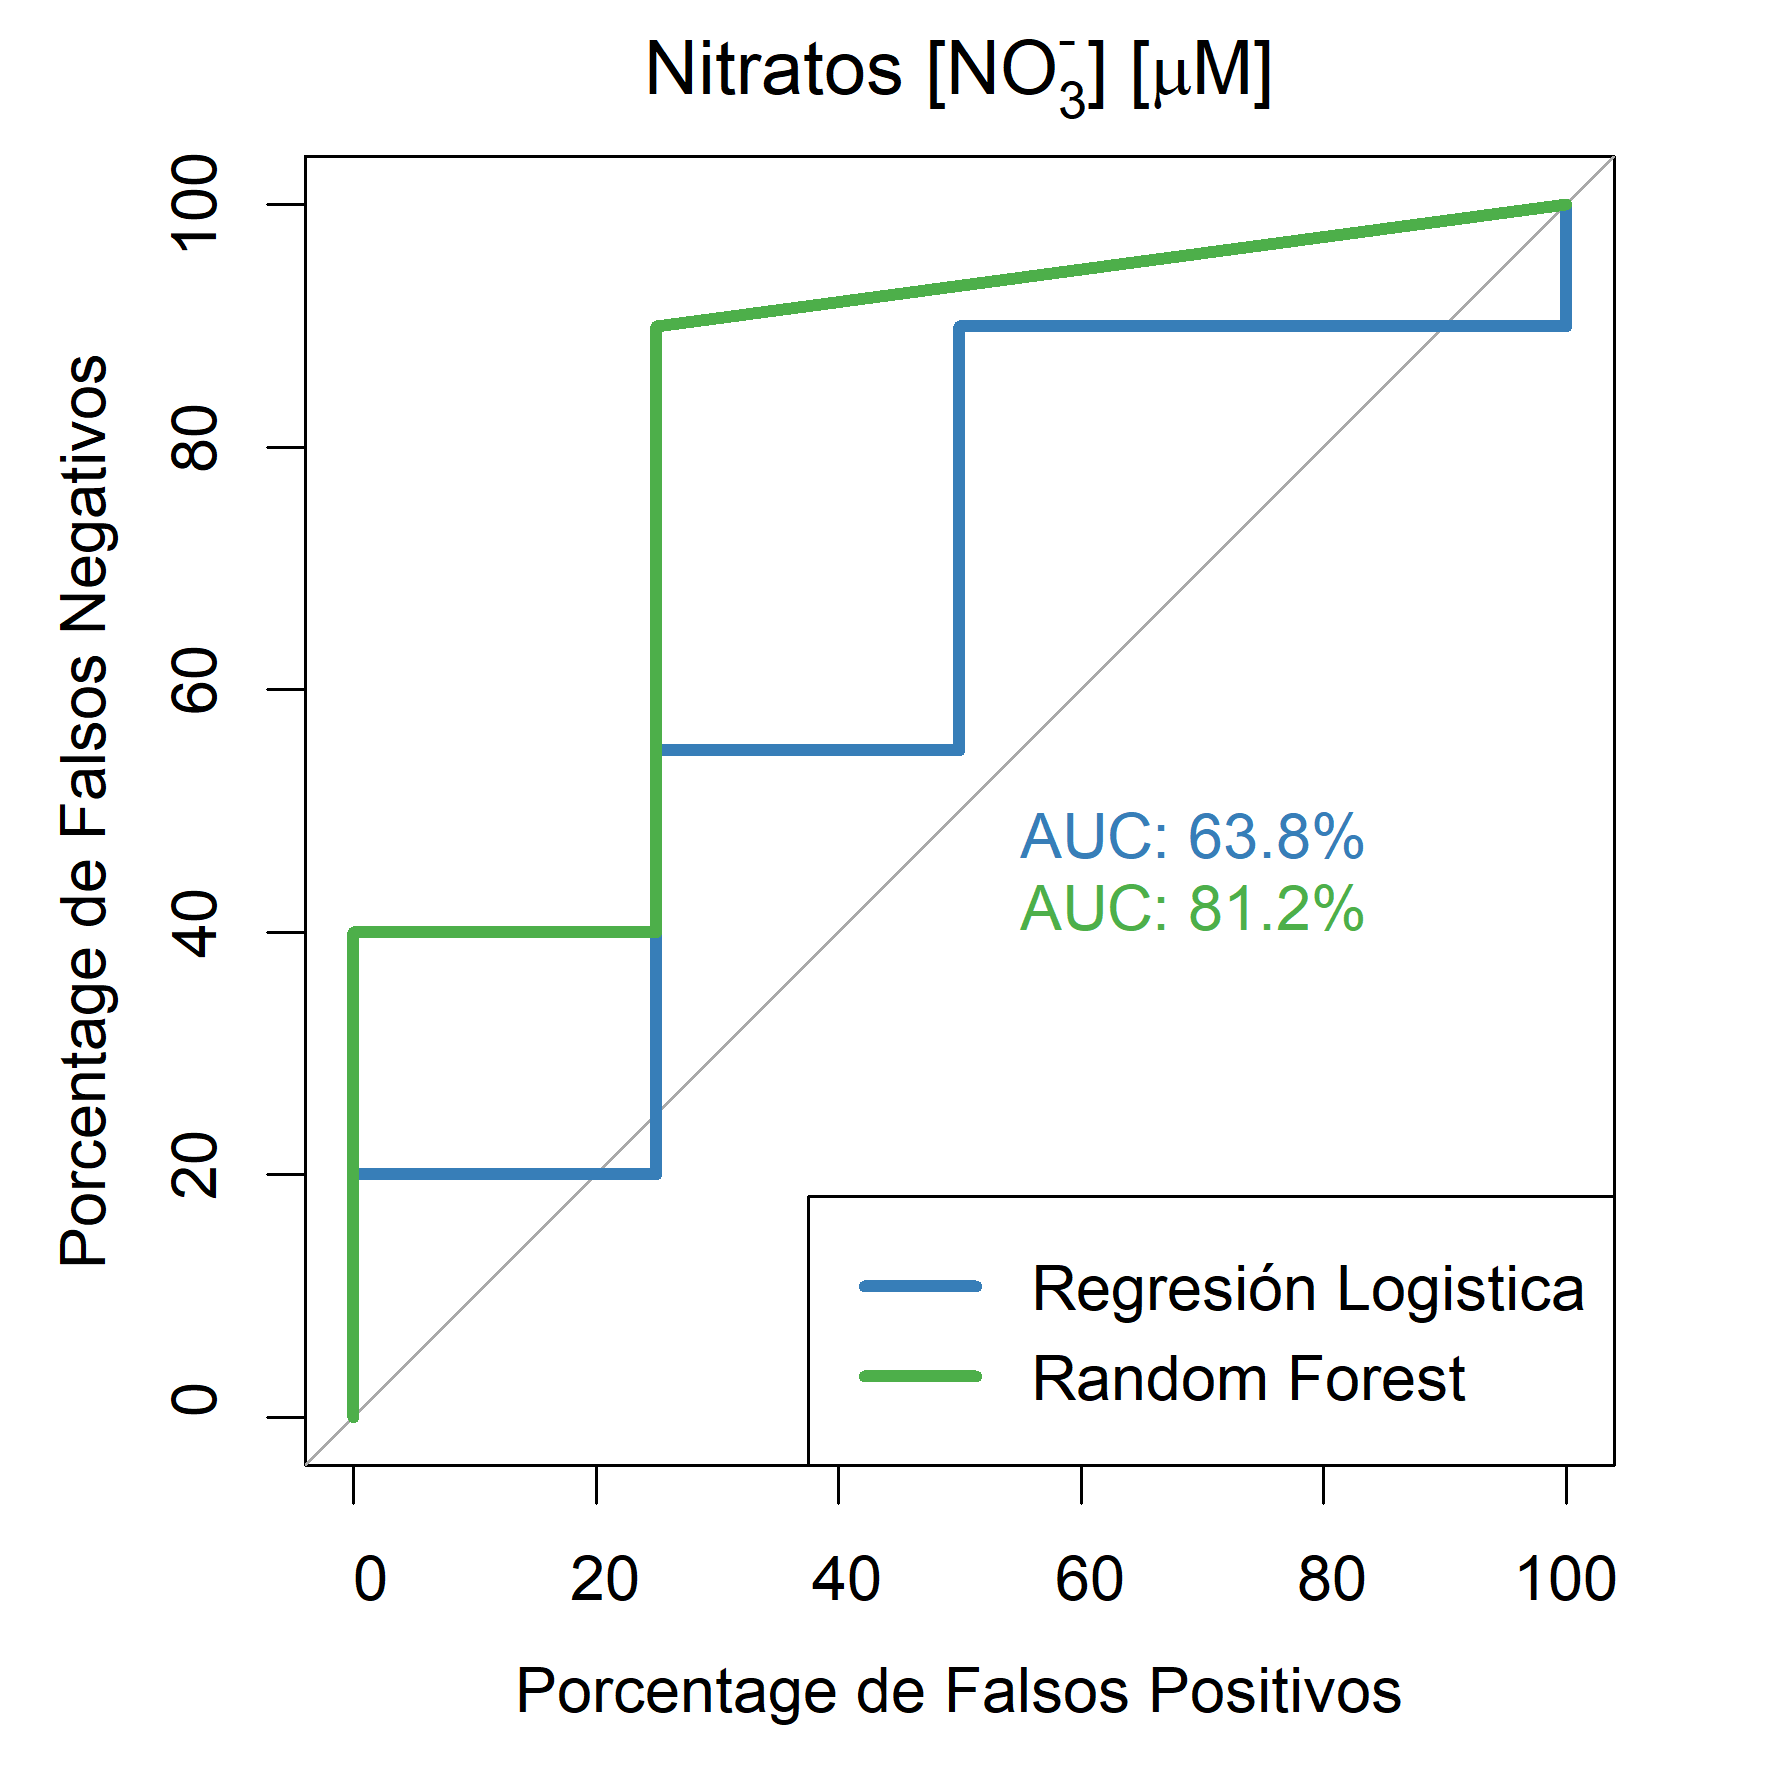 Nitratos [NO₃⁻] [μM]
Porcentage de Falsos Negativos
100
80
60
40
20
0
AUC: 63.8%
AUC: 81.2%
Regresión Logistica
Random Forest
0 20 40 60 80 100
Porcentage de Falsos Positivos